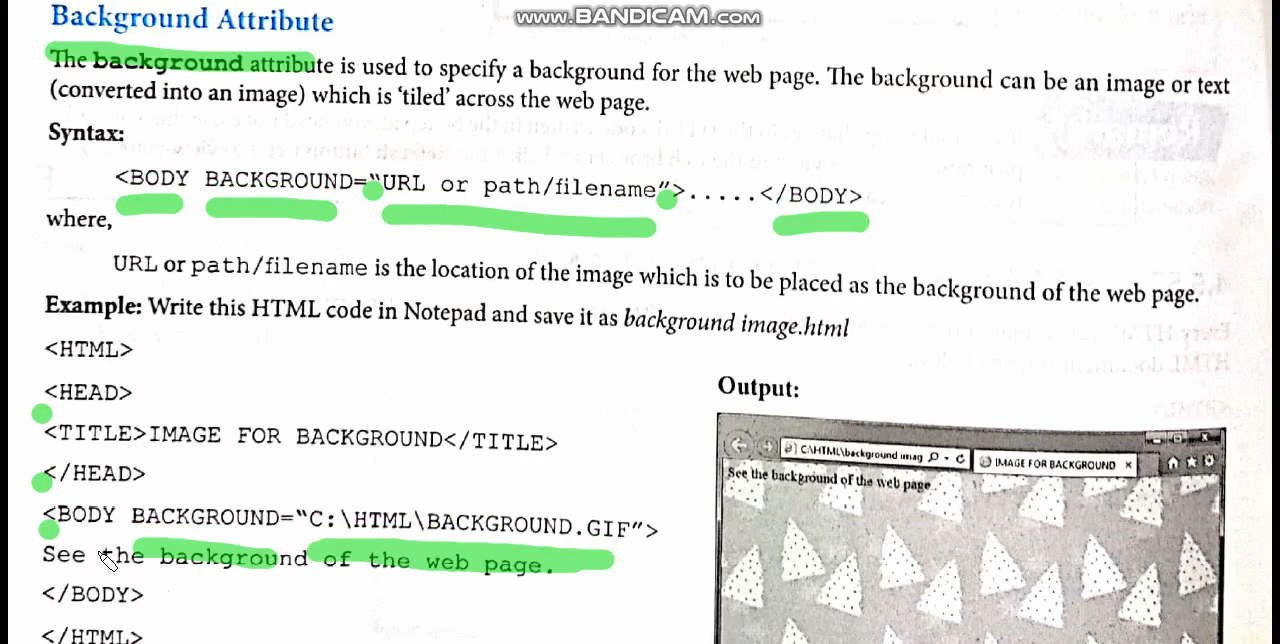 www.BANDICAM.com
Background Attribute
The background attribute is used to specify a background for the web page. The background can be an image or text
(converted into an image) which is ‘tiled’ across the web page.
Syntax:
<BODY BACKGROUND=“URL or path/filename”>.....</BODY>
where,
URL or path/filename is the location of the image which is to be placed as the background of the web page.
Example: Write this HTML code in Notepad and save it as background image.html
<HTML>
<HEAD>
<TITLE>IMAGE FOR BACKGROUND</TITLE>
</HEAD>
<BODY BACKGROUND=“C:\HTML\BACKGROUND.GIF”>
See the background of the web page.
</BODY>
</HTML>
Output:
C:\HTML\background imag
IMAGE FOR BACKGROUND
See the background of the web page.